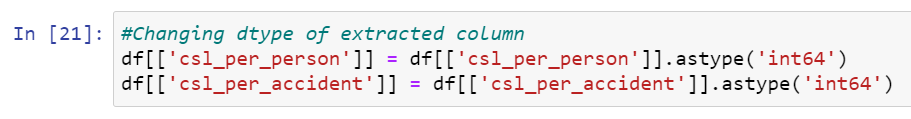 In [21]: #Changing dtype of extracted column
df[['csl_per_person']] = df[['csl_per_person']].astype('int64')
df[['csl_per_accident']] = df[['csl_per_accident']].astype('int64')